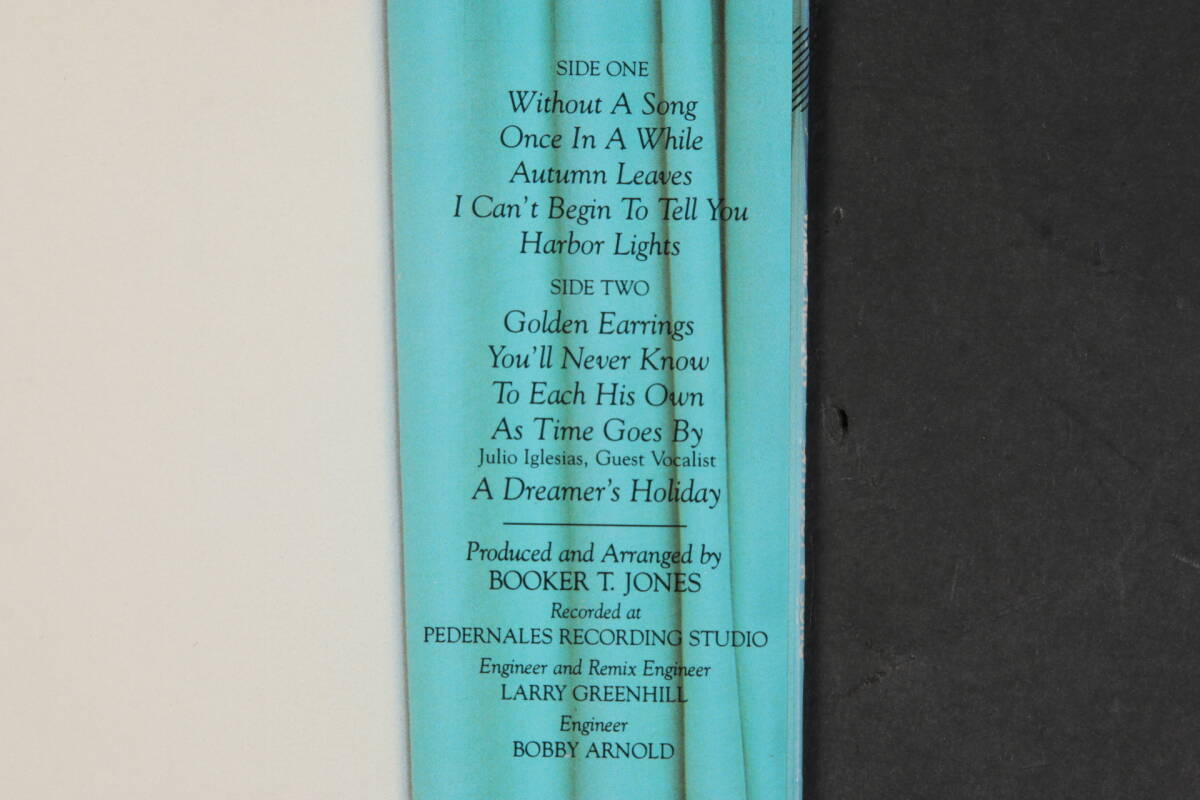 SIDE ONE
Without A Song
Once In A While
Autumn Leaves
I Can't Begin To Tell You
Harbor Lights
SIDE TWO
Golden Earrings
You'll Never Know
To Each His Own
As Time Goes By
Julio Iglesias, Guest Vocalist
A Dreamer's Holiday
Produced and Arranged by
BOOKER T. JONES
Recorded at
PEDERNALES RECORDING STUDIO
Engineer and Remix Engineer
LARRY GREENHILL
Engineer
BOBBY ARNOLD